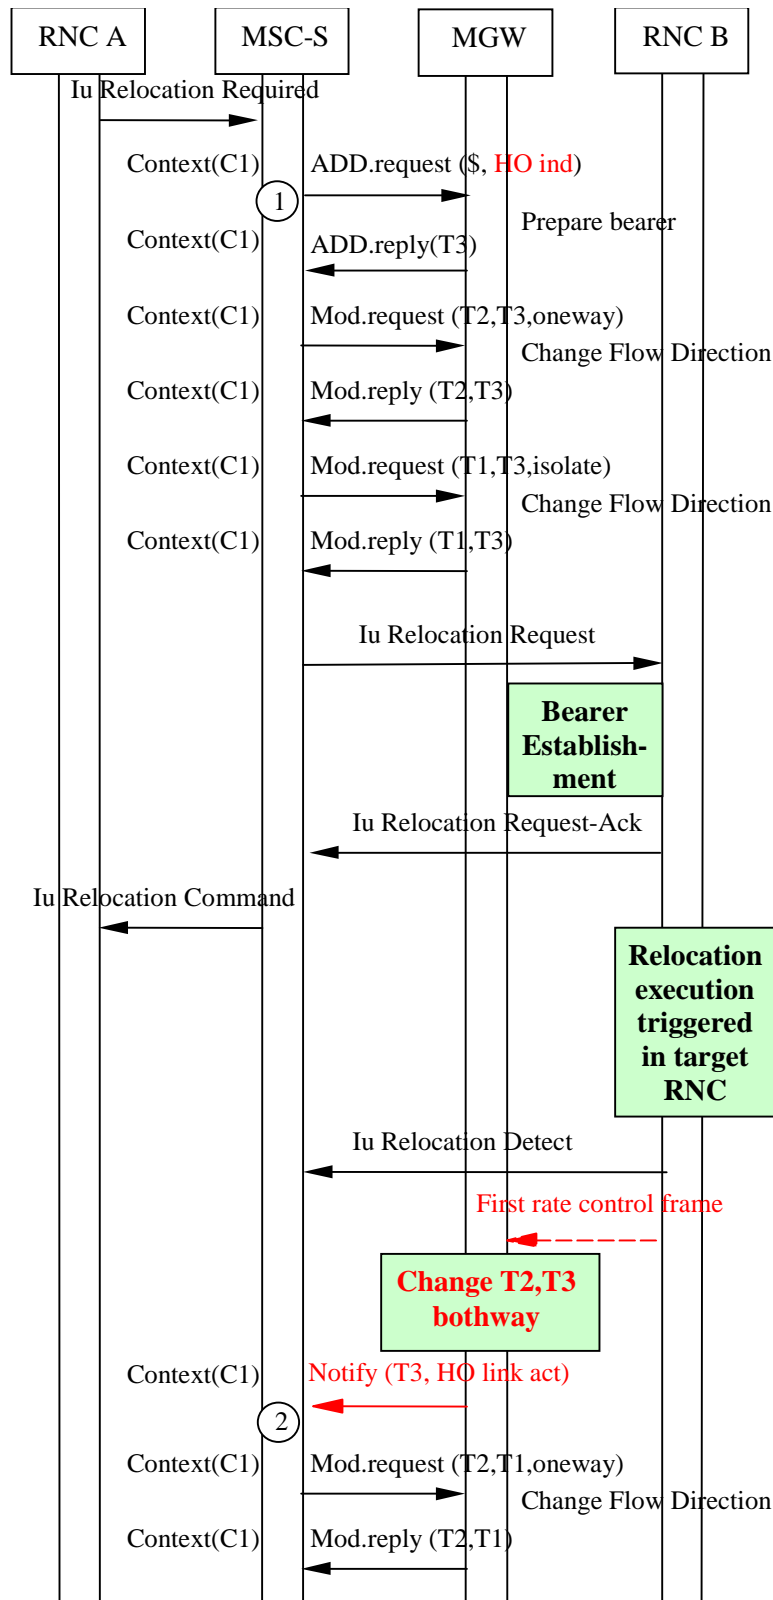 RNC A
MSC-S
MGW
RNC B
Iu Relocation Required
Context(C1)
ADD.request ($, HO ind)
1
Prepare bearer
Context(C1)
ADD.reply(T3)
Context(C1)
Mod.request (T2,T3,oneway)
Change Flow Direction
Context(C1)
Mod.reply (T2,T3)
Context(C1)
Mod.request (T1,T3,isolate)
Change Flow Direction
Context(C1)
Mod.reply (T1,T3)
Iu Relocation Request
Bearer
Establish-
ment
Iu Relocation Request-Ack
Iu Relocation Command
Relocation
execution
triggered
in target
RNC
Iu Relocation Detect
First rate control frame
Change T2,T3
bothway
Context(C1)
Notify (T3, HO link act)
2
Context(C1)
Mod.request (T2,T1,oneway)
Change Flow Direction
Context(C1)
Mod.reply (T2,T1)